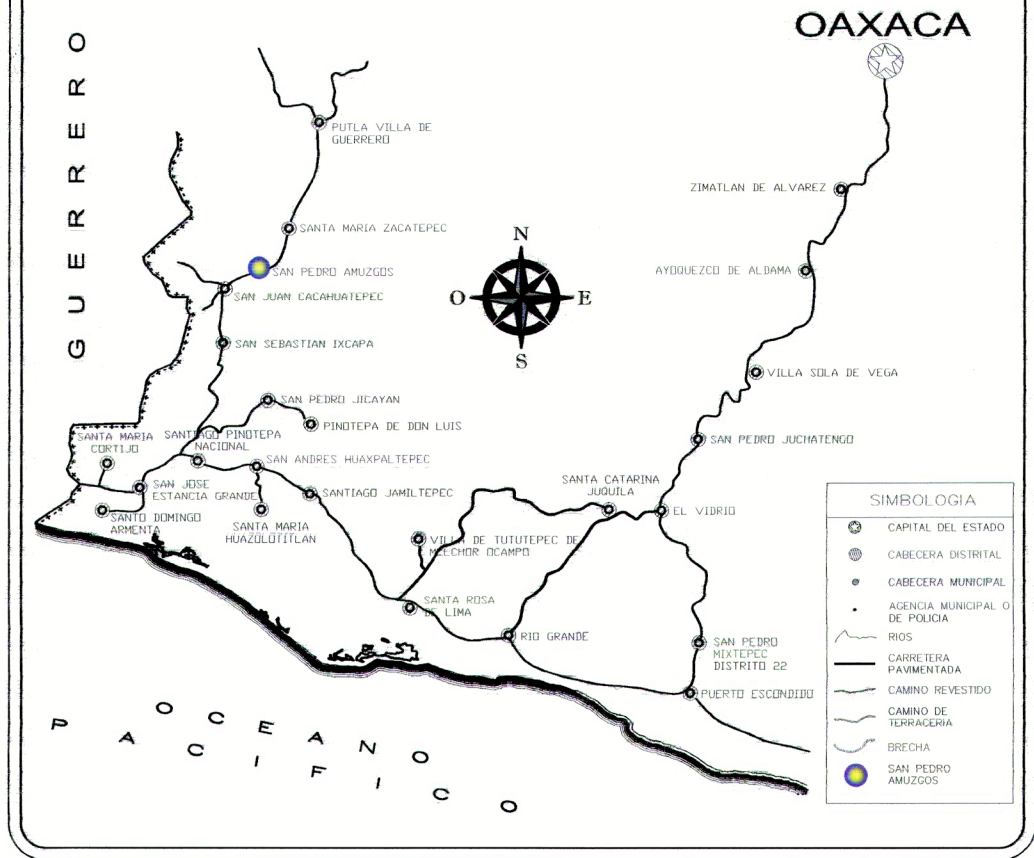 OAXACA
GUERRERO
PUTLA VILLA DE
GUERRERO
ZIMATLAN DE ALVAREZ
SANTA MARIA ZACATEPEC
N
O
E
S
AYOQUEZCO DE ALDAMA
SAN PEDRO AMUZGOS
SAN JUAN CACAHUATEPEC
SAN SEBASTIAN IXCAPA
VILLA SOLA DE VEGA
SAN PEDRO JICAYAN
PINOTEPA DE DON LUIS
SANTA MARIA
CORTIJO
SANTIAGO PINOTEPA
NACIONAL
SAN PEDRO JUCHATENGO
SAN ANDRES HUAXPALTEPEC
SAN JOSE
ESTANCIA GRANDE
SANTIAGO JAMILTEPEC
SANTA CATARINA
JUQUILA
EL VIDRIO
SANTO DOMINGO
ARMENTA
SANTA MARIA
HUAZOLOTITLAN
VILLA DE TUTUTEPEC DE
MELCHOR OCAMPO
SANTA ROSA
DE LIMA
RIO GRANDE
SAN PEDRO
MIXTEPEC
DISTRITO 22
PUERTO ESCONDIDO
OCEANO
PACIFICO
SIMBOLOGIA
CAPITAL DEL ESTADO
CABECERA DISTRITAL
CABECERA MUNICIPAL
AGENCIA MUNICIPAL O
DE POLICIA
RIOS
CARRETERA
PAVIMENTADA
CAMINO REVESTIDO
CAMINO DE
TERRACERIA
BRECHA
SAN PEDRO
AMUZGOS